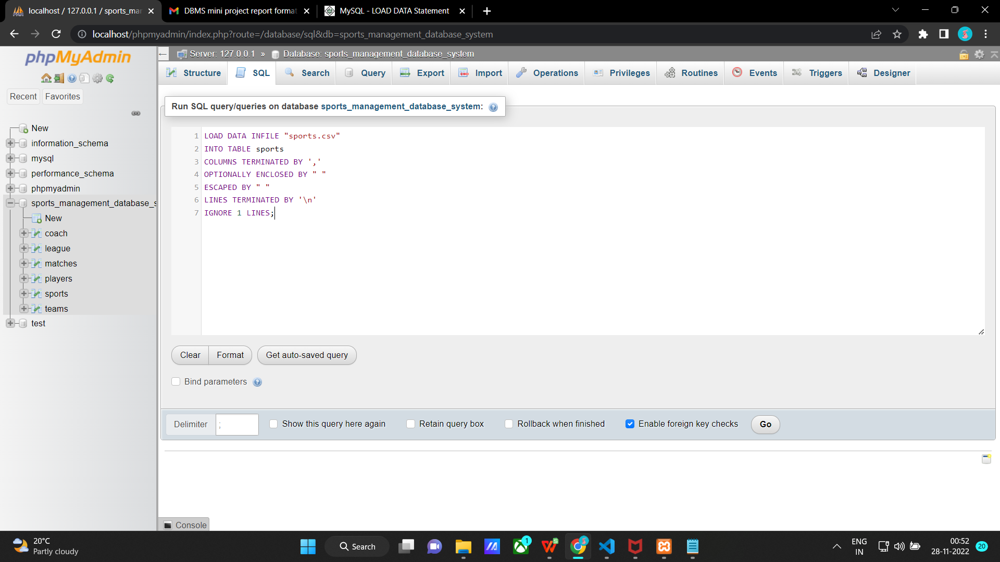 localhost / 127.0.0.1 / sports_mar
DBMS mini project report format
MySQL - LOAD DATA Statement
localhost/phpmyadmin/index.php?route=/database/sql&db=sports_management_database_system
phpMyAdmin
Recent
Favorites
New
information_schema
mysql
performance_schema
phpmyadmin
sports_management_database_s
New
coach
league
matches
players
sports
teams
test
Server: 127.0.0.1 » Database: sports_management_database_system
Structure
SQL
Search
Query
Export
Import
Operations
Privileges
Routines
Events
Triggers
Designer
Run SQL query/queries on database sports_management_database_system:
1 LOAD DATA INFILE "sports.csv"
2 INTO TABLE sports
3 COLUMNS TERMINATED BY ','
4 OPTIONALLY ENCLOSED BY " "
5 ESCAPED BY " "
6 LINES TERMINATED BY '\n'
7 IGNORE 1 LINES;
Clear
Format
Get auto-saved query
Bind parameters
Delimiter
;
Show this query here again
Retain query box
Rollback when finished
Enable foreign key checks
Go
Console
20°C
Partly cloudy
Search
1
ENG
IN
00:52
28-11-2022
20